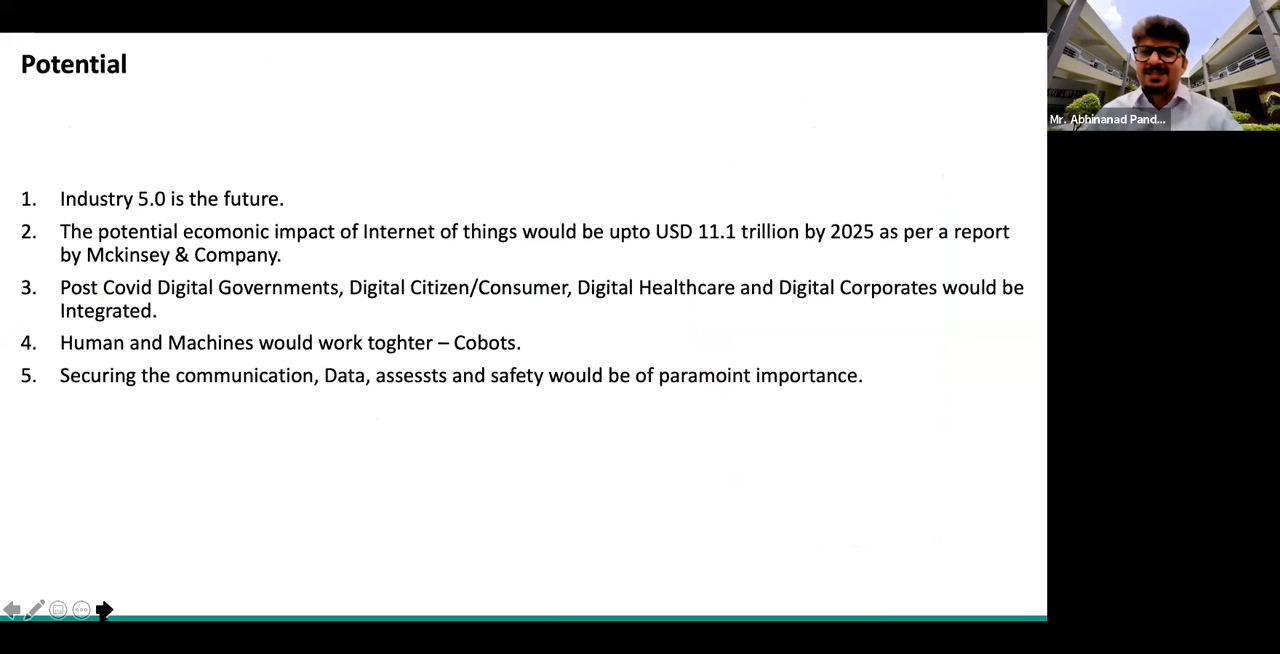 Potential
1. Industry 5.0 is the future.
2. The potential ecomonic impact of Internet of things would be upto USD 11.1 trillion by 2025 as per a report
by Mckinsey & Company.
3. Post Covid Digital Governments, Digital Citizen/Consumer, Digital Healthcare and Digital Corporates would be
Integrated.
4. Human and Machines would work toghter – Cobots.
5. Securing the communication, Data, assessts and safety would be of paramoint importance.
Mr. Abhinanad Pand...